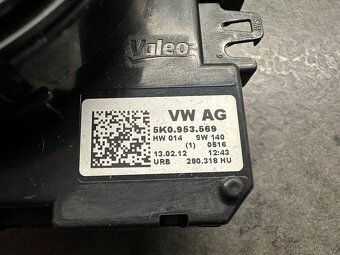 Valeo
VW AG
5K0.953.569
HW 014 SW 140
(1) 0516
13.02.12 12:43
URB 280.318 HU